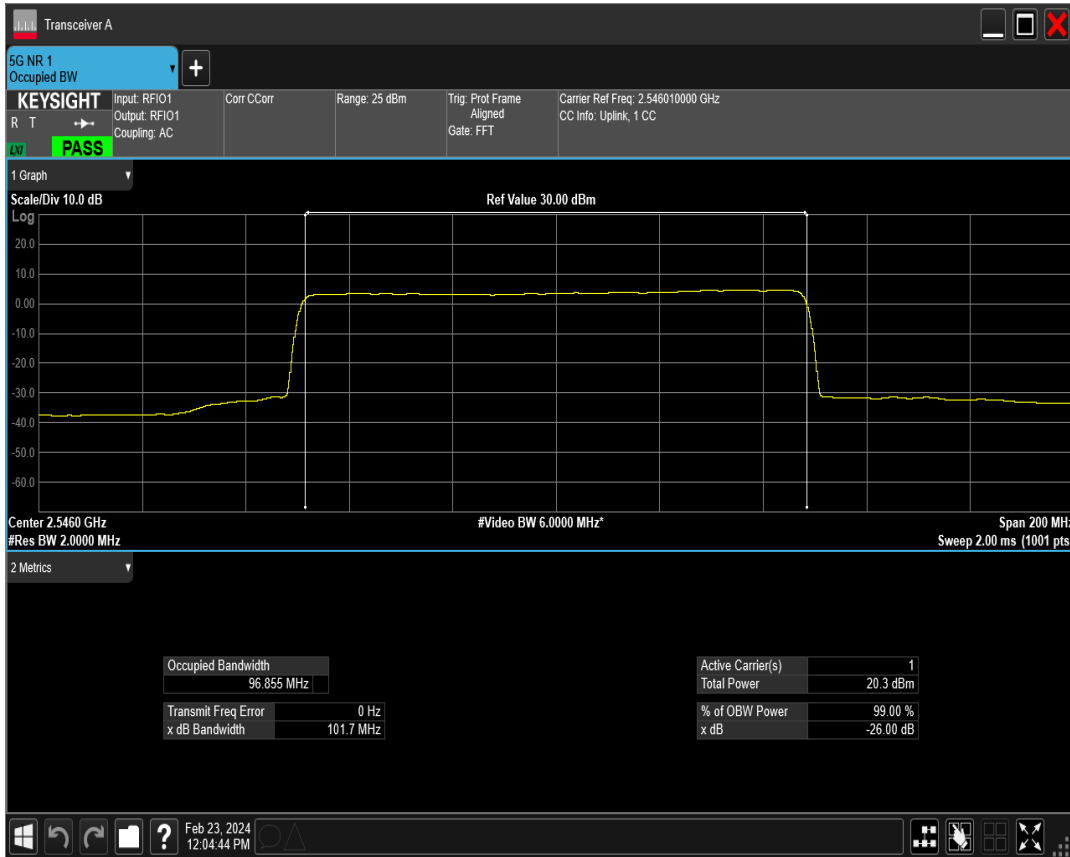 Transceiver A
5G NR 1
Occupied BW
KEYSIGHT
R T
LXI
PASS
Input: RFIO1
Output: RFIO1
Coupling: AC
Corr CCorr
Range: 25 dBm
Trig: Prot Frame
Aligned
Gate: FFT
Carrier Ref Freq: 2.546010000 GHz
CC Info: Uplink, 1 CC
1 Graph
Scale/Div 10.0 dB
Ref Value 30.00 dBm
Log
20.0
10.0
0.00
-10.0
-20.0
-30.0
-40.0
-50.0
-60.0
Center 2.5460 GHz
#Video BW 6.0000 MHz*
Span 200 MHz
#Res BW 2.0000 MHz
Sweep 2.00 ms (1001 pts
2 Metrics
Occupied Bandwidth
96.855 MHz
Transmit Freq Error 0 Hz
x dB Bandwidth 101.7 MHz
Active Carrier(s) 1
Total Power 20.3 dBm
% of OBW Power 99.00 %
x dB -26.00 dB
?
Feb 23, 2024
12:04:44 PM